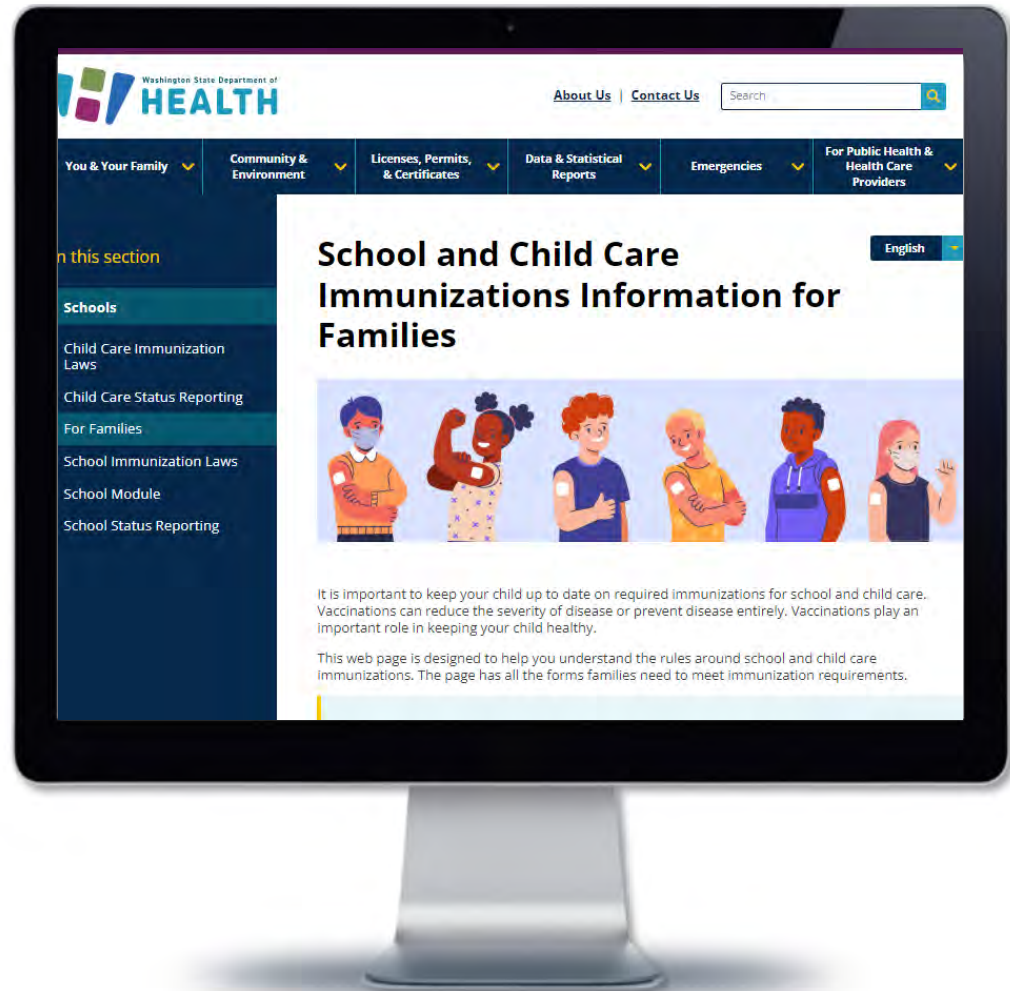 Washington State Department of
HEALTH
About Us | Contact Us
Search
You & Your Family
Community &
Environment
Licenses, Permits,
& Certificates
Data & Statistical
Reports
Emergencies
For Public Health &
Health Care
Providers
n this section
Schools
Child Care Immunization
Laws
Child Care Status Reporting
For Families
School Immunization Laws
School Module
School Status Reporting
English
School and Child Care
Immunizations Information for
Families
It is important to keep your child up to date on required immunizations for school and child care.
Vaccinations can reduce the severity of disease or prevent disease entirely. Vaccinations play an
important role in keeping your child healthy.
This web page is designed to help you understand the rules around school and child care
immunizations. The page has all the forms families need to meet immunization requirements.